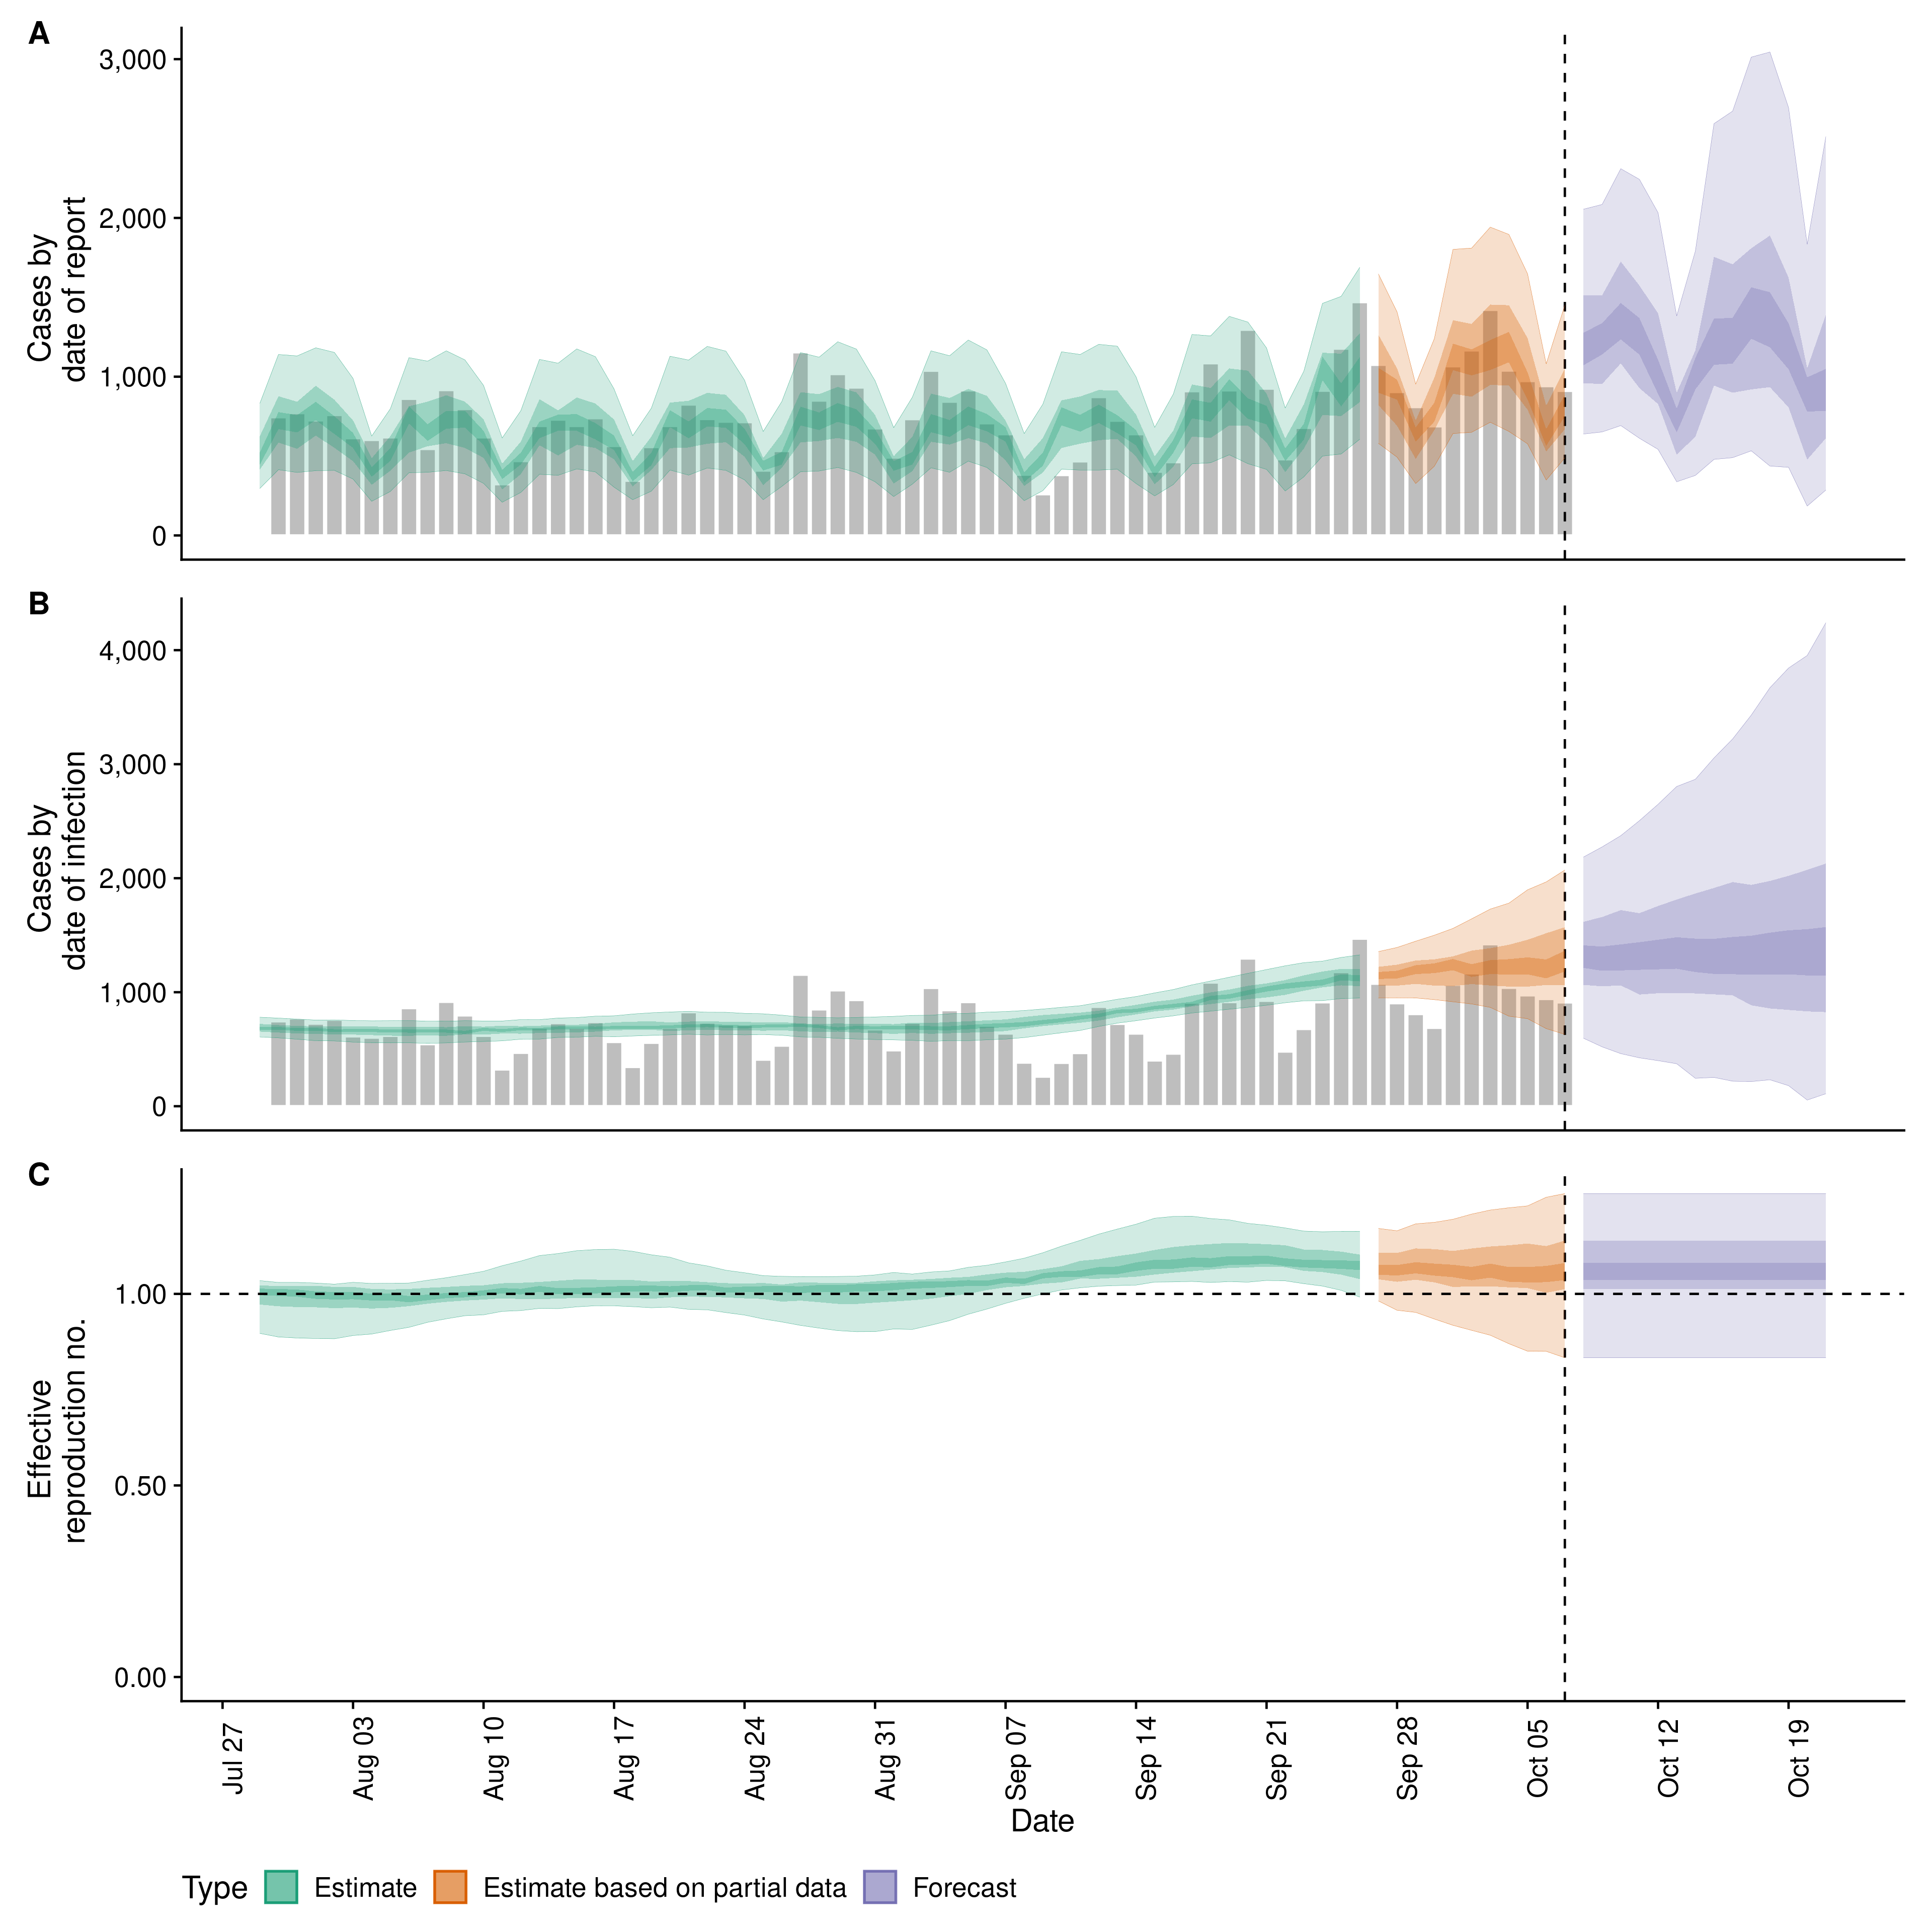 A
3,000
2,000
1,000
0
Cases by
date of report
B
4,000
3,000
2,000
1,000
0
Cases by
date of infection
C
1.00
0.50
0.00
Effective
reproduction no.
Jul 27
Aug 03
Aug 10
Aug 17
Aug 24
Aug 31
Sep 07
Sep 14
Sep 21
Sep 28
Oct 05
Oct 12
Oct 19
Date
Type Estimate Estimate based on partial data Forecast